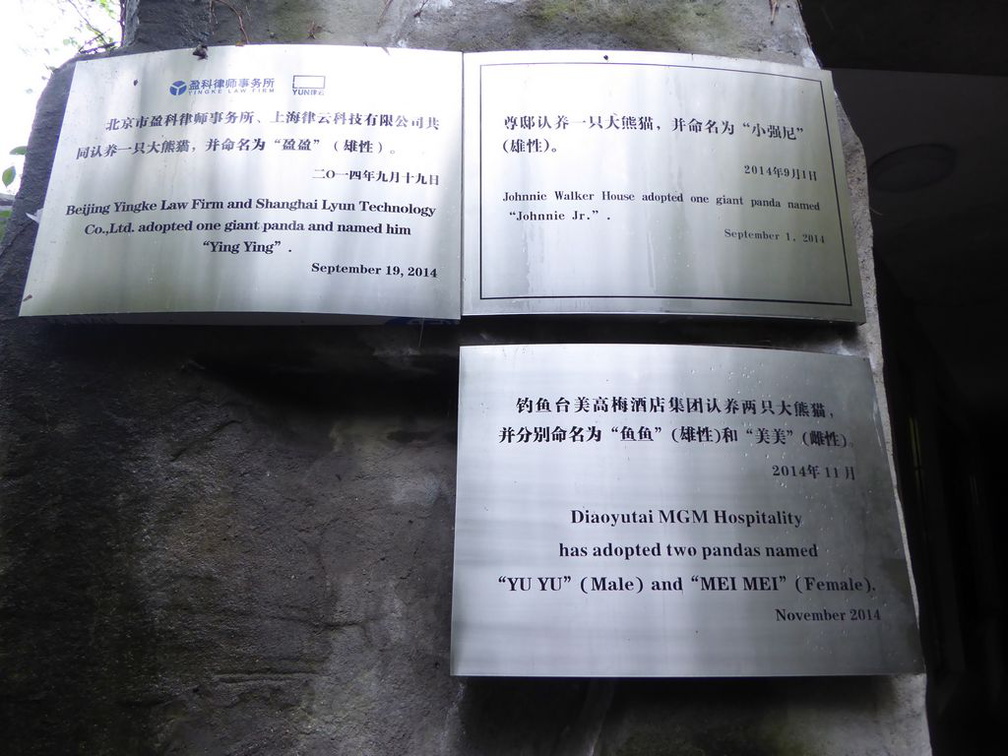 盈科律师事务所
YINGKE LAW FIRM
YUN律云
北京市盈科律师事务所、上海律云科技有限公司共
同认养一只大熊猫，并命名为“盈盈”（雄性）。
二〇一四年九月十九日
Beijing Yingke Law Firm and Shanghai Lyun Technology
Co.,Ltd. adopted one giant panda and named him
“Ying Ying”.
September 19, 2014
尊邸认养一只大熊猫，并命名为“小强尼”
(雄性)。
2014年9月1日
Johnnie Walker House adopted one giant panda named
“Johnnie Jr.”.
September 1, 2014
钓鱼台美高梅酒店集团认养两只大熊猫，
并分别命名为“鱼鱼”(雄性)和“美美”(雌性)。
2014年11月
Diaoyutai MGM Hospitality
has adopted two pandas named
“YU YU”(Male) and “MEI MEI”(Female).
November 2014